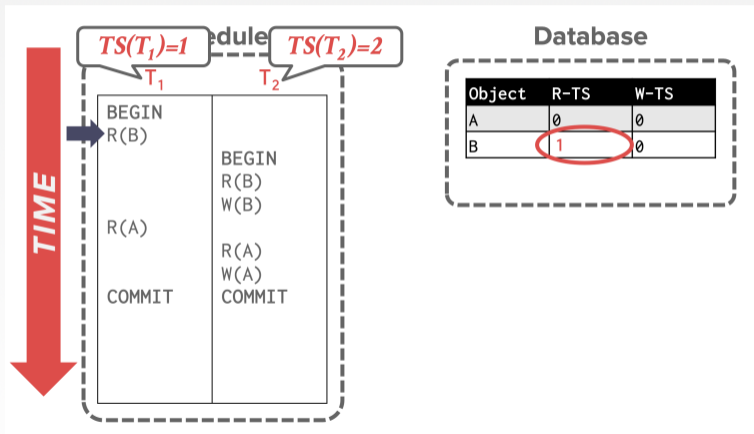 TS(T₁)=1
edule
TS(T₂)=2
T₁
T₂
BEGIN
R(B)
BEGIN
R(B)
W(B)
R(A)
R(A)
W(A)
COMMIT
COMMIT
TIME
Database
Object R-TS W-TS
A 0 0
B 1 0